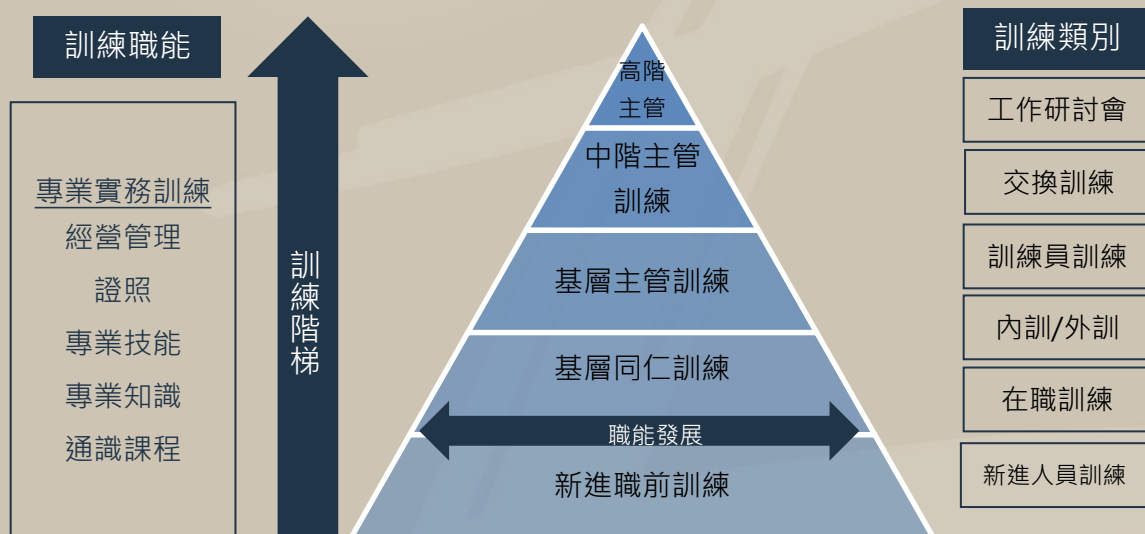 訓練職能
專業實務訓練
經營管理
證照
專業技能
專業知識
通識課程
訓練階梯
高階
主管
中階主管
訓練
基層主管訓練
基層同仁訓練
職能發展
新進職前訓練
訓練類別
工作研討會
交換訓練
訓練員訓練
內訓/外訓
在職訓練
新進人員訓練